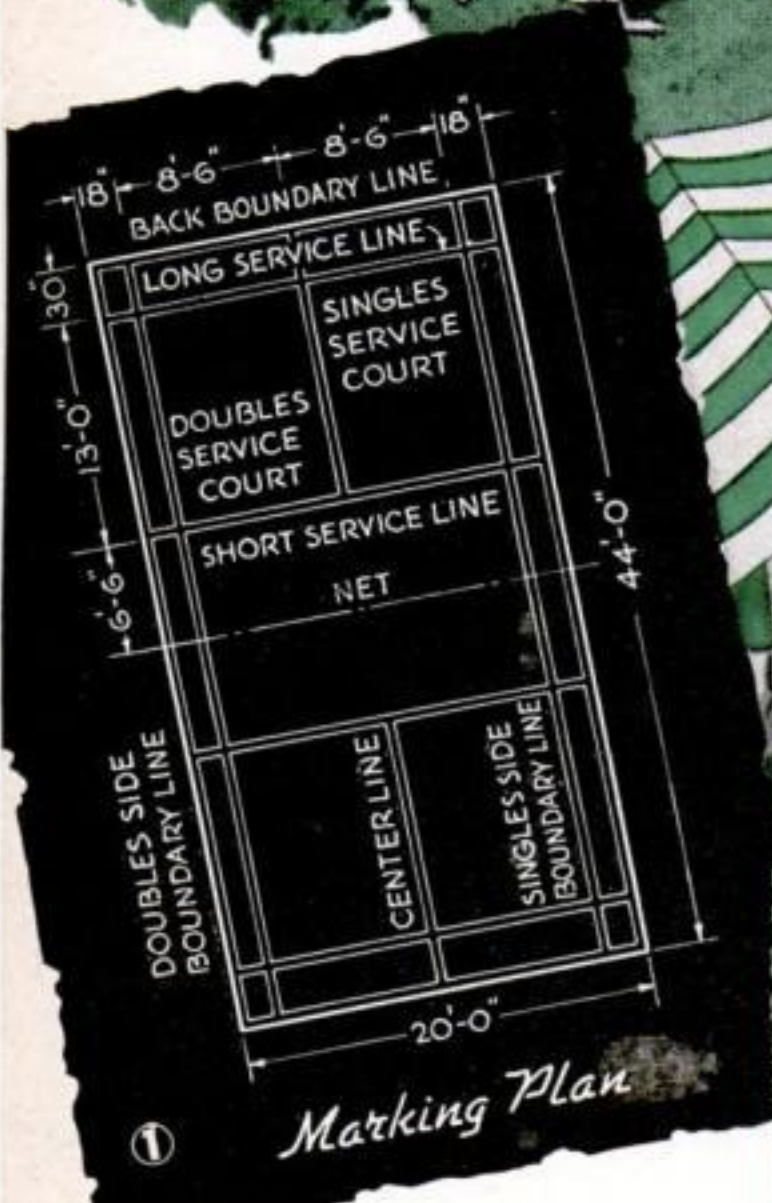 18" 8'-6" 8'-6" 18"
BACK BOUNDARY LINE
LONG SERVICE LINE
30"
SINGLES
SERVICE
COURT
13'-0"
DOUBLES
SERVICE
COURT
SHORT SERVICE LINE
6'-6"
NET
44'-0"
DOUBLES SIDE
BOUNDARY LINE
CENTER LINE
SINGLES SIDE
BOUNDARY LINE
20'-0"
1
Marking Plan